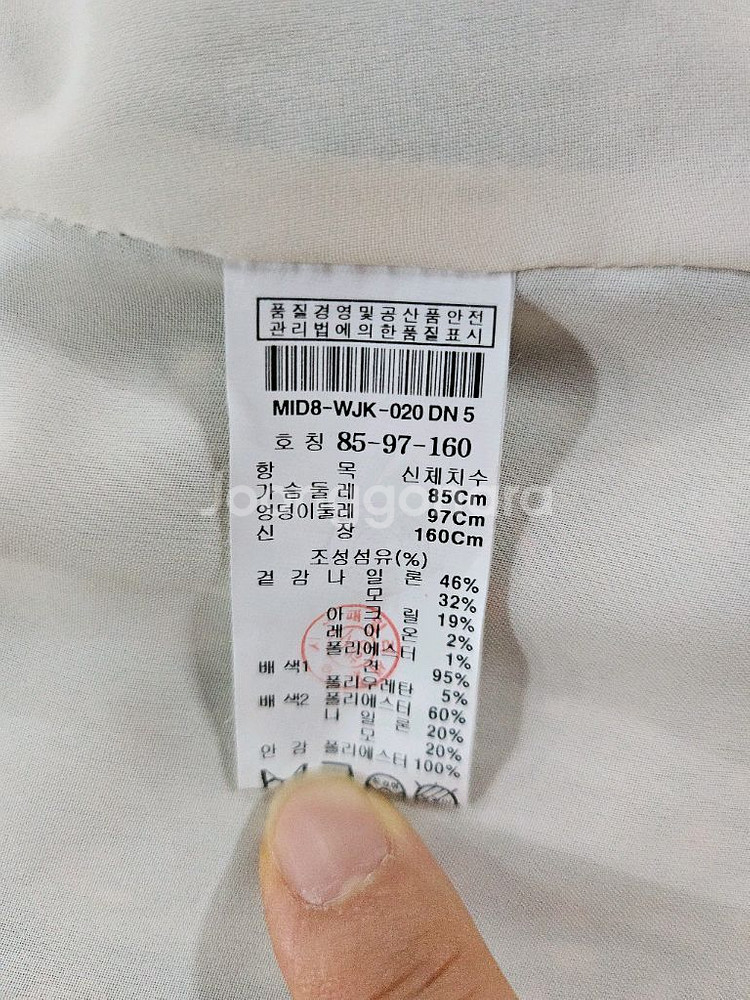 품질경영및공산품안전
관리법에의한품질표시
MID8-WJK-020 DN 5
호칭 85-97-160
항 목 신체치수
가슴둘레 85Cm
엉덩이둘레 97Cm
신 장 160Cm
조성섬유(%)
겉감 나일론 46%
모 32%
아크릴 19%
레이온 2%
폴리에스터 1%
배색1 견 95%
폴리우레탄 5%
배색2 폴리에스터 60%
나일론 20%
모 20%
안감 폴리에스터 100%
Joonggonara